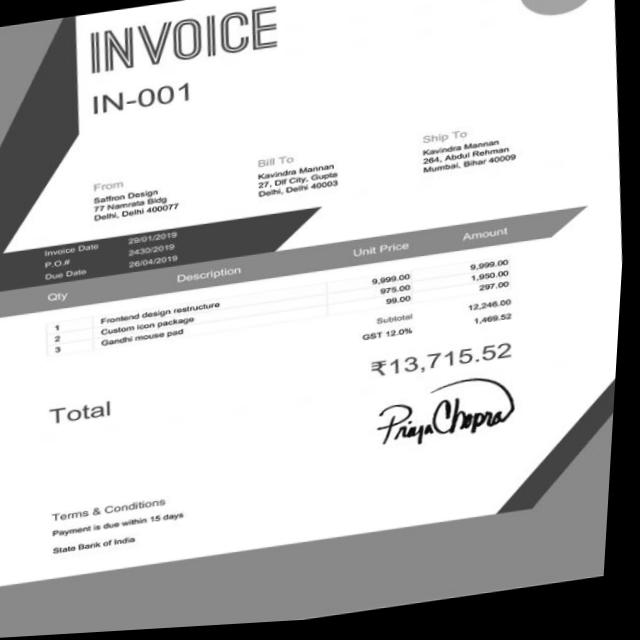 INVOICE
IN-001
From
Saffron Design
77 Namrata Bldg
Delhi, Delhi 400077
Bill To
Kavindra Mannan
27, Dlf City, Gupta
Delhi, Delhi 40003
Ship To
Kavindra Mannan
264, Abdul Rehman
Mumbai, Bihar 40009
Invoice Date 29/01/2019
P.O.# 2430/2019
Due Date 26/04/2019
Qty Description Unit Price Amount
1 Frontend design restructure 9,999.00 9,999.00
2 Custom icon package 975.00 1,950.00
3 Gandhi mouse pad 99.00 297.00
Subtotal 12,246.00
GST 12.0% 1,469.52
Total ₹13,715.52
Priya Chopra
Terms & Conditions
Payment is due within 15 days
State Bank of India